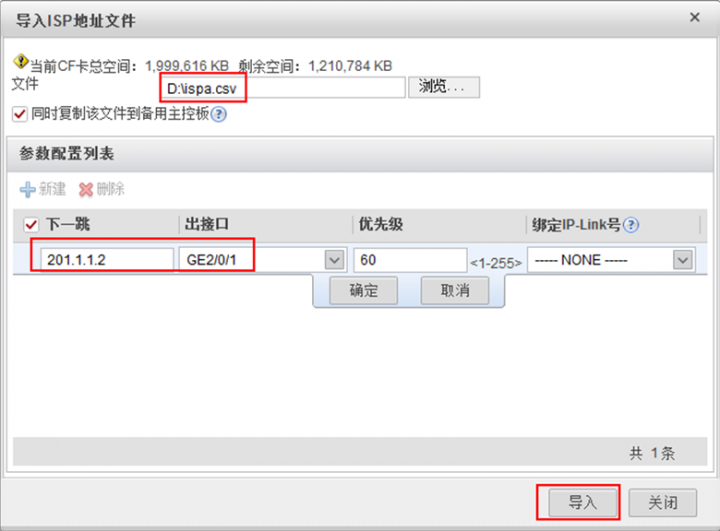 导入ISP地址文件
当前CF卡总空间：1,999,616 KB 剩余空间：1,210,784 KB
文件 D:\ispa.csv 浏览...
同时复制该文件到备用主控板
参数配置列表
新建 删除
下一跳 出接口 优先级 绑定IP-Link号
201.1.1.2 GE2/0/1 60 <1-255> ----- NONE -----
确定 取消
共 1条
导入 关闭